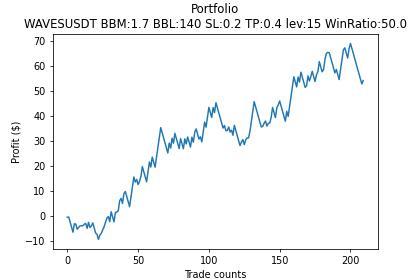 Portfolio
WAVESUSDT BBM:1.7 BBL:140 SL:0.2 TP:0.4 lev:15 WinRatio:50.0
70
60
50
40
30
20
10
0
−10
Profit ($)
0 50 100 150 200
Trade counts